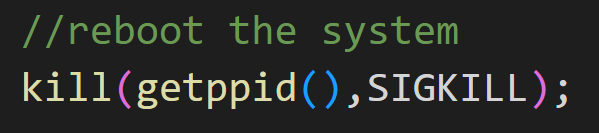 //reboot the system
kill(getppid(),SIGKILL);